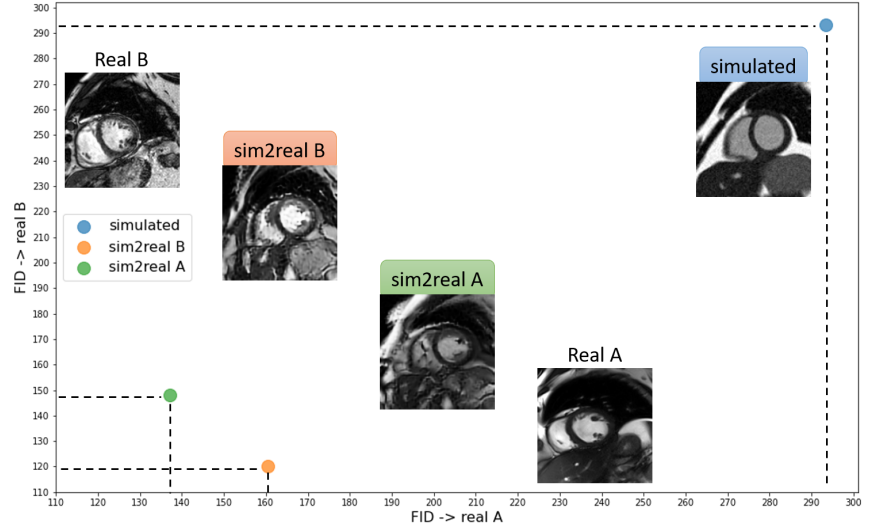 300
290
280
270
260
250
240
230
220
210
200
190
180
170
160
150
140
130
120
110
FID -> real B
Real B
sim2real B
simulated
simulated
sim2real B
sim2real A
sim2real A
Real A
110 120 130 140 150 160 170 180 190 200 210 220 230 240 250 260 270 280 290 300
FID -> real A